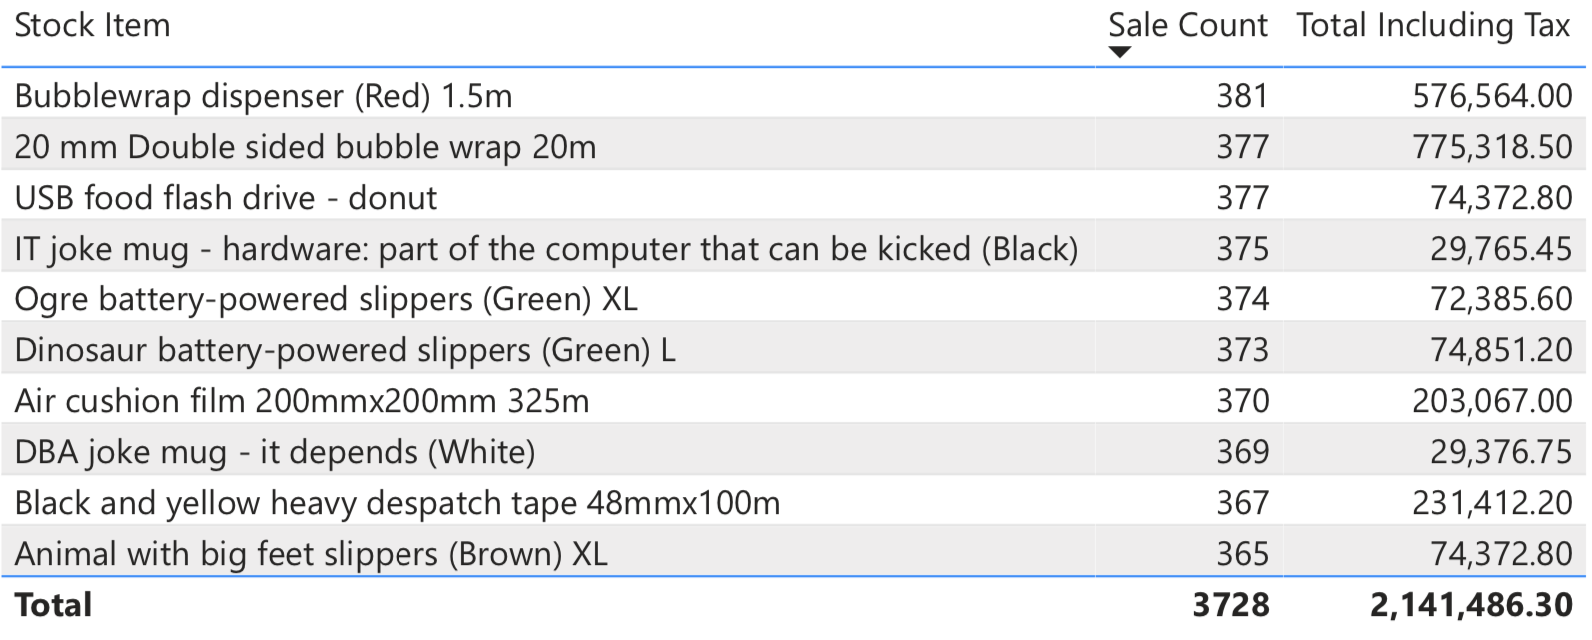 Stock Item Sale Count Total Including Tax
Bubblewrap dispenser (Red) 1.5m 381 576,564.00
20 mm Double sided bubble wrap 20m 377 775,318.50
USB food flash drive - donut 377 74,372.80
IT joke mug - hardware: part of the computer that can be kicked (Black) 375 29,765.45
Ogre battery-powered slippers (Green) XL 374 72,385.60
Dinosaur battery-powered slippers (Green) L 373 74,851.20
Air cushion film 200mmx200mm 325m 370 203,067.00
DBA joke mug - it depends (White) 369 29,376.75
Black and yellow heavy despatch tape 48mmx100m 367 231,412.20
Animal with big feet slippers (Brown) XL 365 74,372.80
Total 3728 2,141,486.30